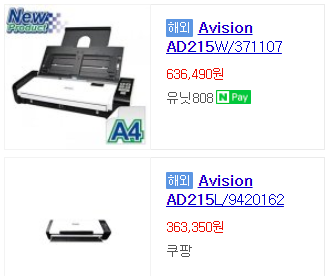 New
Product
A4
해외 Avision
AD215W/371107
636,490원
유닛808 N Pay
해외 Avision
AD215L/9420162
363,350원
쿠팡